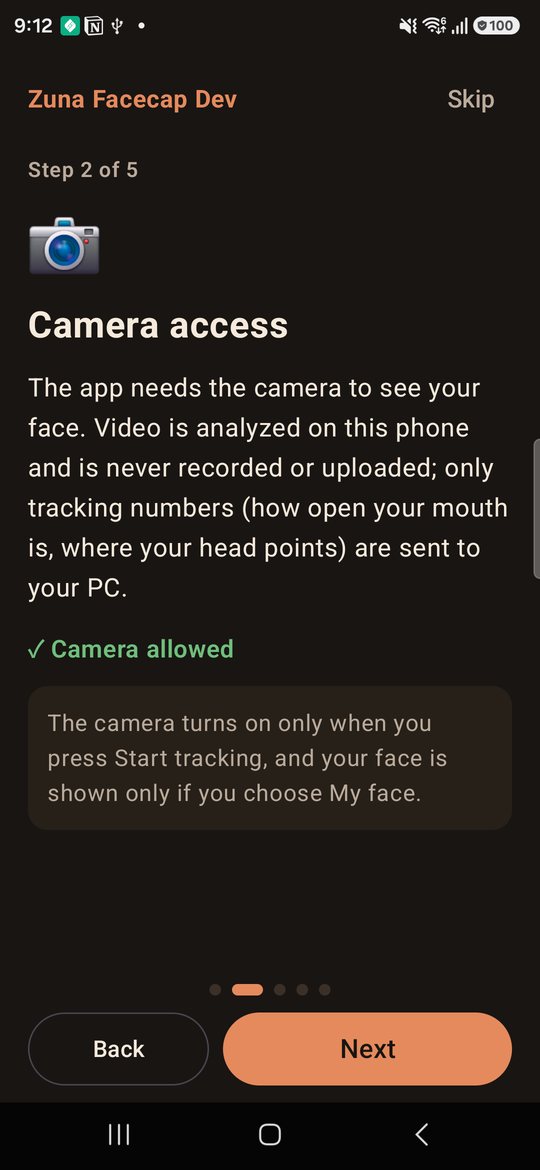 9:12
N
6
100
Zuna Facecap Dev
Skip
Step 2 of 5
Camera access
The app needs the camera to see your
face. Video is analyzed on this phone
and is never recorded or uploaded; only
tracking numbers (how open your mouth
is, where your head points) are sent to
your PC.
✓ Camera allowed
The camera turns on only when you
press Start tracking, and your face is
shown only if you choose My face.
Back
Next